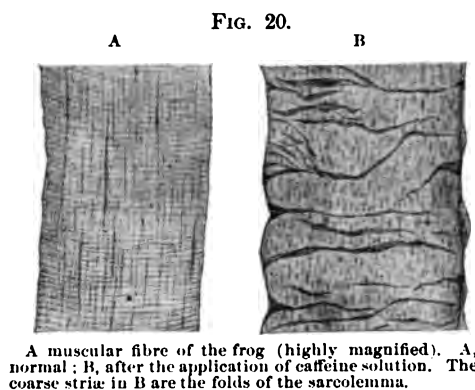 FIG. 20.
A B
A muscular fibre of the frog (highly magnified). A,
normal ; B, after the application of caffeine solution. The
coarse striæ in B are the folds of the sarcolemma.